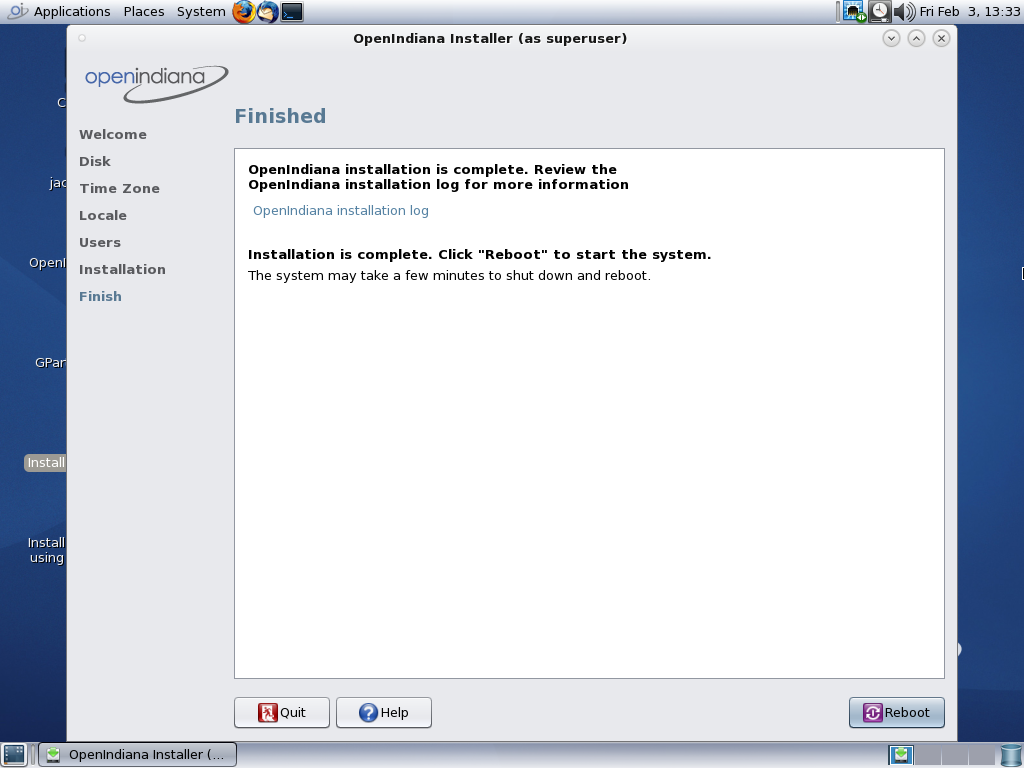 Applications Places System
Fri Feb 3, 13:33
OpenIndiana Installer (as superuser)
openindiana
Finished
Welcome
Disk
Time Zone
Locale
Users
Installation
Finish
OpenIndiana installation is complete. Review the
OpenIndiana installation log for more information
OpenIndiana installation log
Installation is complete. Click "Reboot" to start the system.
The system may take a few minutes to shut down and reboot.
C
jac
OpenI
GPar
Install
Install
using
Quit
Help
Reboot
OpenIndiana Installer (...